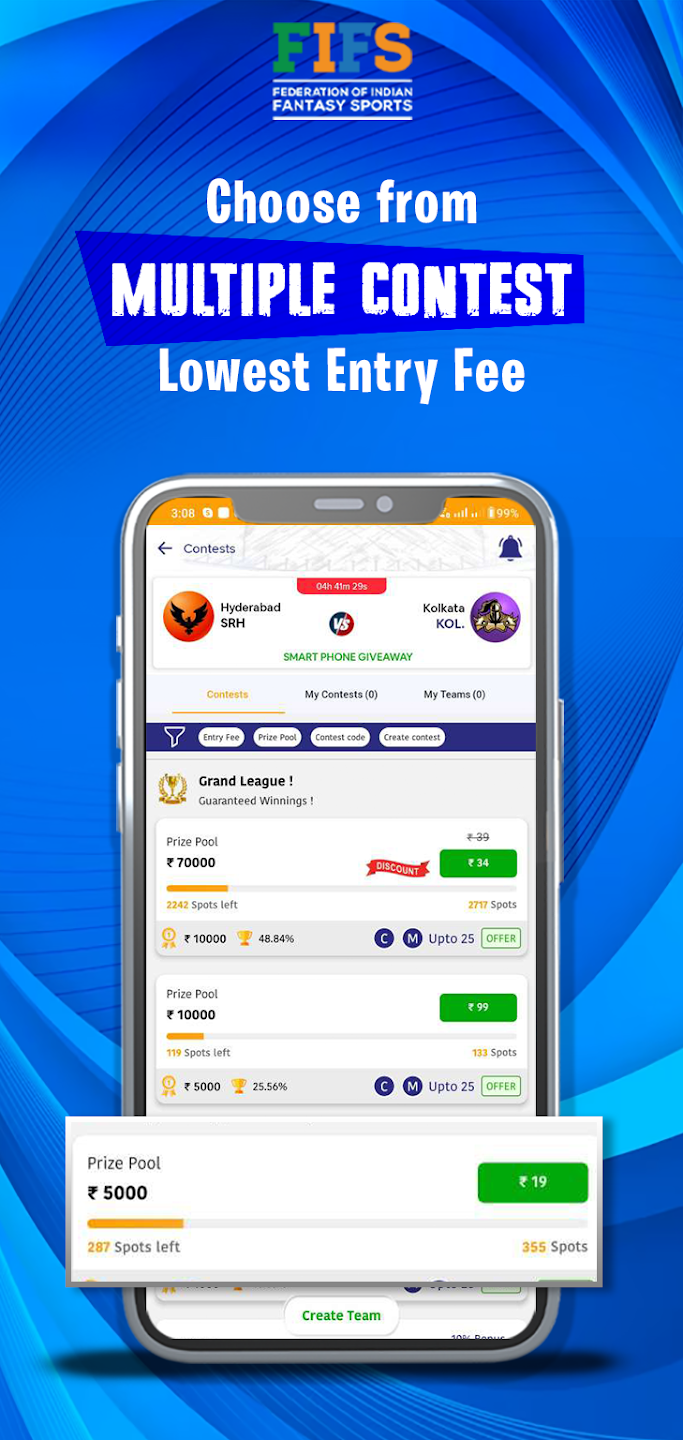 FIFS
FEDERATION OF INDIAN
FANTASY SPORTS
Choose from
MULTIPLE CONTEST
Lowest Entry Fee
3:08 99%
Contests
04h 41m 29s
Hyderabad
SRH
VS
Kolkata
KOL.
SMART PHONE GIVEAWAY
Contests My Contests (0) My Teams (0)
Entry Fee Prize Pool Contest code Create contest
Grand League !
Guaranteed Winnings !
Prize Pool ₹ 39
₹ 70000 DISCOUNT ₹ 34
2242 Spots left 2717 Spots
1 ₹ 10000 48.84% C M Upto 25 OFFER
Prize Pool
₹ 10000 ₹ 99
119 Spots left 133 Spots
1 ₹ 5000 25.56% C M Upto 25 OFFER
Prize Pool
₹ 5000 ₹ 19
287 Spots left 355 Spots
Create Team